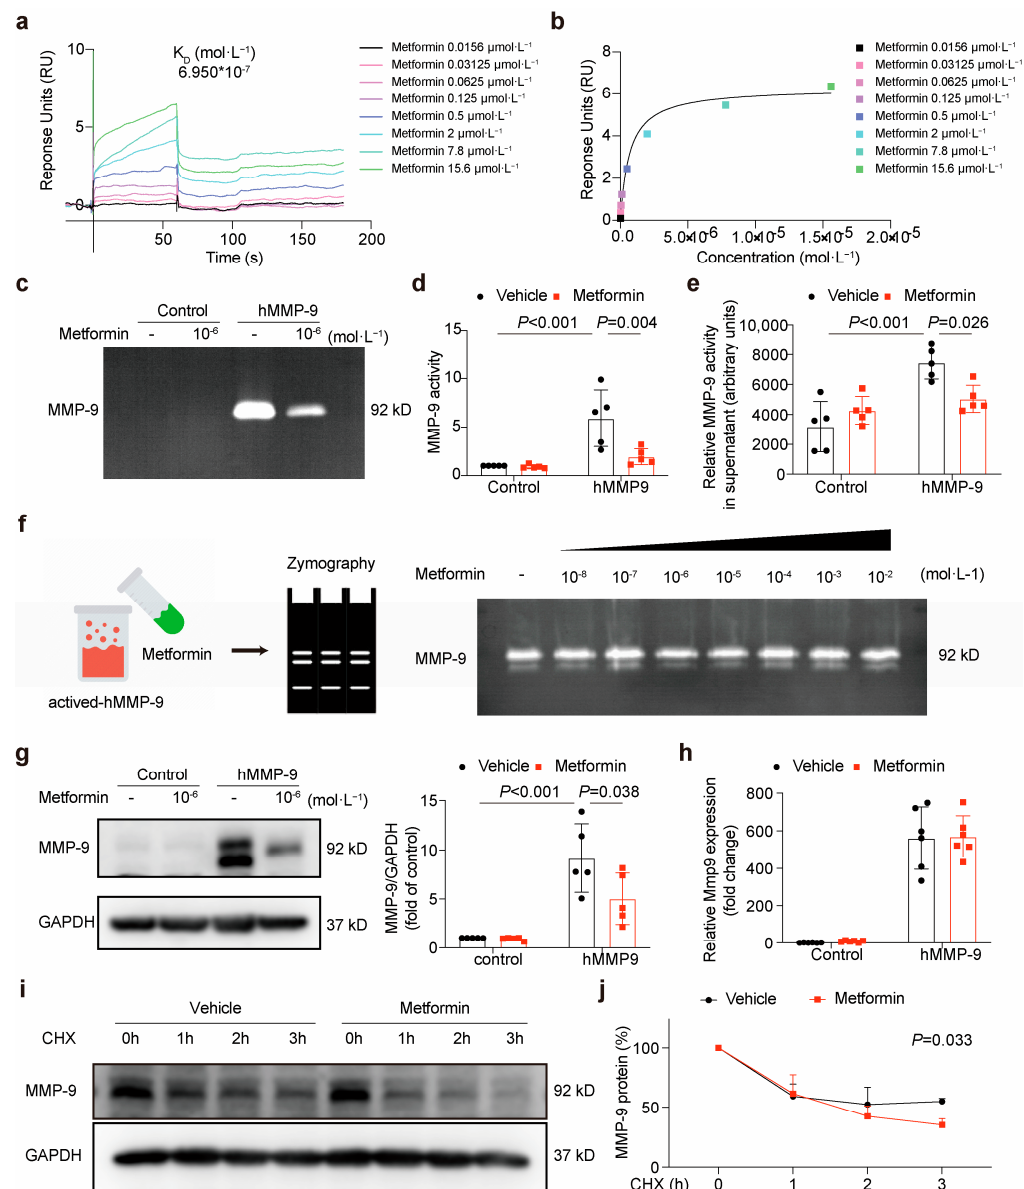 a
Reponse Units (RU)
10
5
0
50
100
150
200
Time (s)
K_D (mol·L⁻¹)
6.950*10⁻⁷
Metformin 0.0156 μmol·L⁻¹
Metformin 0.03125 μmol·L⁻¹
Metformin 0.0625 μmol·L⁻¹
Metformin 0.125 μmol·L⁻¹
Metformin 0.5 μmol·L⁻¹
Metformin 2 μmol·L⁻¹
Metformin 7.8 μmol·L⁻¹
Metformin 15.6 μmol·L⁻¹
b
Reponse Units (RU)
8
6
4
2
0
0.0
5.0×10⁻⁶
1.0×10⁻⁵
1.5×10⁻⁵
2.0×10⁻⁵
Concentration (mol·L⁻¹)
Metformin 0.0156 μmol·L⁻¹
Metformin 0.03125 μmol·L⁻¹
Metformin 0.0625 μmol·L⁻¹
Metformin 0.125 μmol·L⁻¹
Metformin 0.5 μmol·L⁻¹
Metformin 2 μmol·L⁻¹
Metformin 7.8 μmol·L⁻¹
Metformin 15.6 μmol·L⁻¹
c
Control hMMP-9
Metformin - 10⁻⁶ - 10⁻⁶ (mol·L⁻¹)
MMP-9 92 kD
d
Vehicle Metformin
P<0.001 P=0.004
MMP-9 activity
15
10
5
0
Control hMMP9
e
Vehicle Metformin
P<0.001 P=0.026
Relative MMP-9 activity
in supernatant (arbitrary units)
10,000
8000
6000
4000
2000
0
Control hMMP-9
f
Metformin
actived-hMMP-9
Zymography
Metformin - 10⁻⁸ 10⁻⁷ 10⁻⁶ 10⁻⁵ 10⁻⁴ 10⁻³ 10⁻² (mol·L-1)
MMP-9 92 kD
g
Control hMMP-9
Metformin - 10⁻⁶ - 10⁻⁶ (mol·L⁻¹)
MMP-9 92 kD
GAPDH 37 kD
Vehicle Metformin
P<0.001 P=0.038
MMP-9/GAPDH
(fold of control)
15
10
5
0
control hMMP9
h
Vehicle Metformin
Relative Mmp9 expression
(fold change)
800
600
400
200
0
Control hMMP-9
i
Vehicle Metformin
CHX 0h 1h 2h 3h 0h 1h 2h 3h
MMP-9 92 kD
GAPDH 37 kD
j
Vehicle Metformin
P=0.033
MMP-9 protein (%)
100
50
0
CHX (h) 0 1 2 3